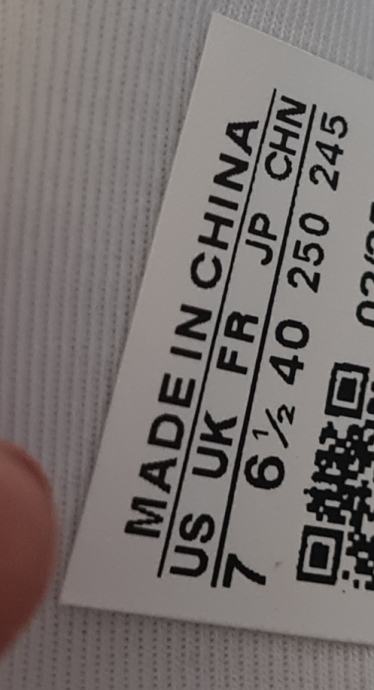 MADE IN CHINA
US UK FR JP CHN
7 6½ 40 250 245